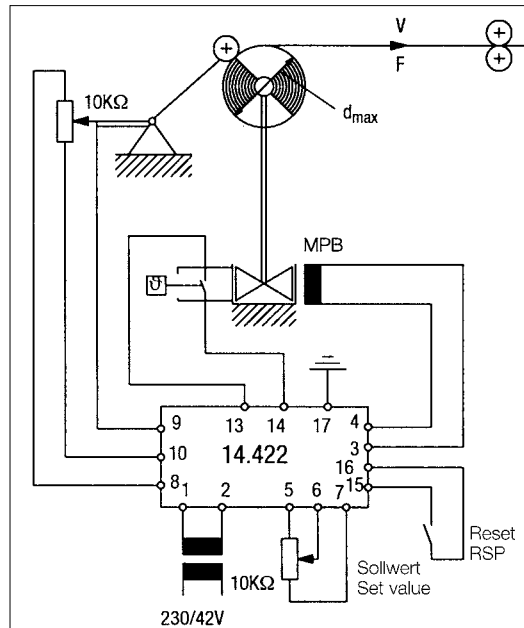 V
F
10KΩ
dmax
MPB
ϑ
9
13
14
17
4
10
14.422
3
16
8
15
1
2
5
6
7
Reset
RSP
10KΩ
Sollwert
Set value
230/42V